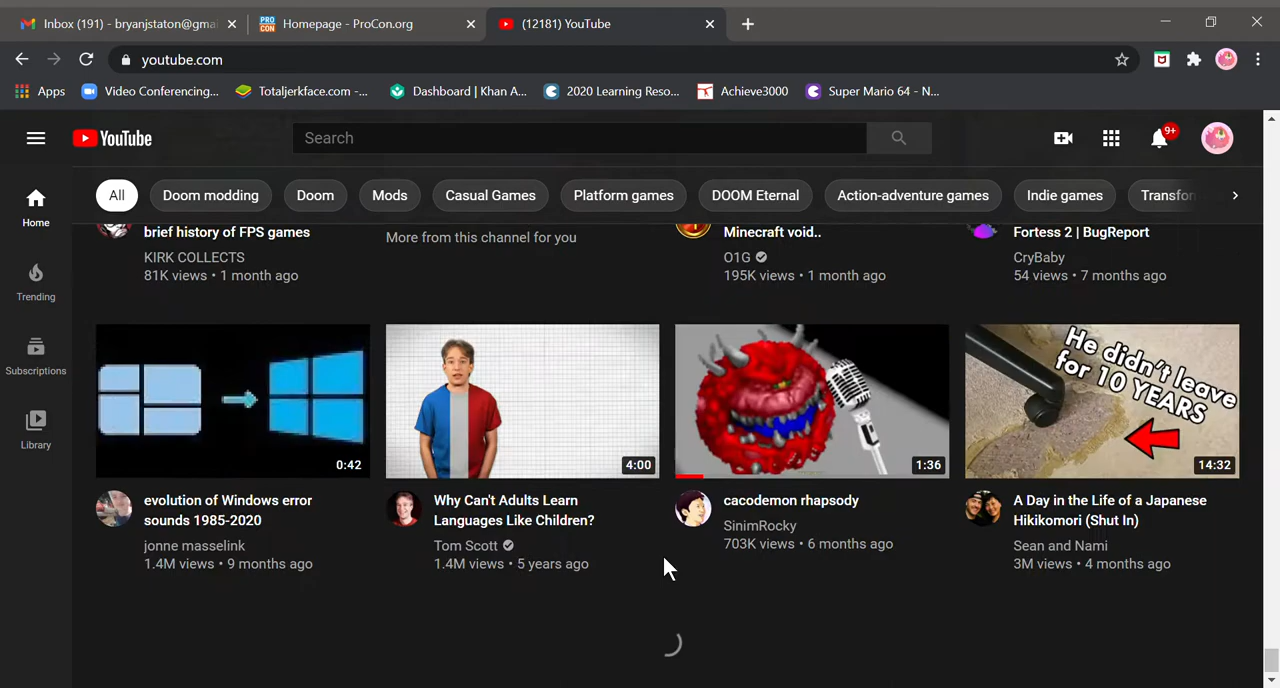 Inbox (191) - bryanjstaton@gmai
PRO CON
Homepage - ProCon.org
(12181) YouTube
youtube.com
Apps
Video Conferencing...
Totaljerkface.com -...
Dashboard | Khan A...
2020 Learning Reso...
Achieve3000
Super Mario 64 - N...
YouTube
Search
9+
All
Doom modding
Doom
Mods
Casual Games
Platform games
DOOM Eternal
Action-adventure games
Indie games
Transfor
Home
Trending
Subscriptions
Library
brief history of FPS games
KIRK COLLECTS
81K views • 1 month ago
More from this channel for you
Minecraft void..
O1G
195K views • 1 month ago
Fortess 2 | BugReport
CryBaby
54 views • 7 months ago
0:42
4:00
1:36
He didn't leave
for 10 YEARS
14:32
evolution of Windows error
sounds 1985-2020
jonne masselink
1.4M views • 9 months ago
Why Can't Adults Learn
Languages Like Children?
Tom Scott
1.4M views • 5 years ago
cacodemon rhapsody
SinimRocky
703K views • 6 months ago
A Day in the Life of a Japanese
Hikikomori (Shut In)
Sean and Nami
3M views • 4 months ago